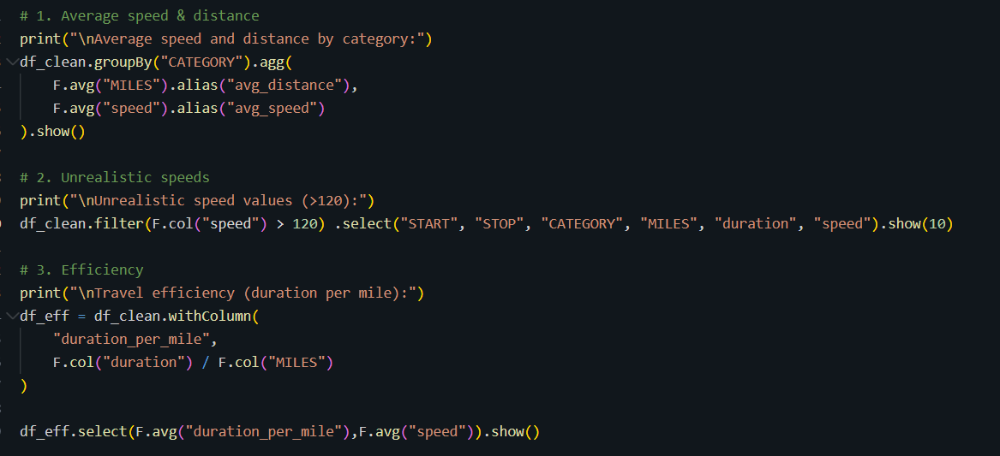 # 1. Average speed & distance
print("\nAverage speed and distance by category:")
df_clean.groupBy("CATEGORY").agg(
    F.avg("MILES").alias("avg_distance"),
    F.avg("speed").alias("avg_speed")
).show()
# 2. Unrealistic speeds
print("\nUnrealistic speed values (>120):")
df_clean.filter(F.col("speed") > 120) .select("START", "STOP", "CATEGORY", "MILES", "duration", "speed").show(10)
# 3. Efficiency
print("\nTravel efficiency (duration per mile):")
df_eff = df_clean.withColumn(
    "duration_per_mile",
    F.col("duration") / F.col("MILES")
)
df_eff.select(F.avg("duration_per_mile"),F.avg("speed")).show()